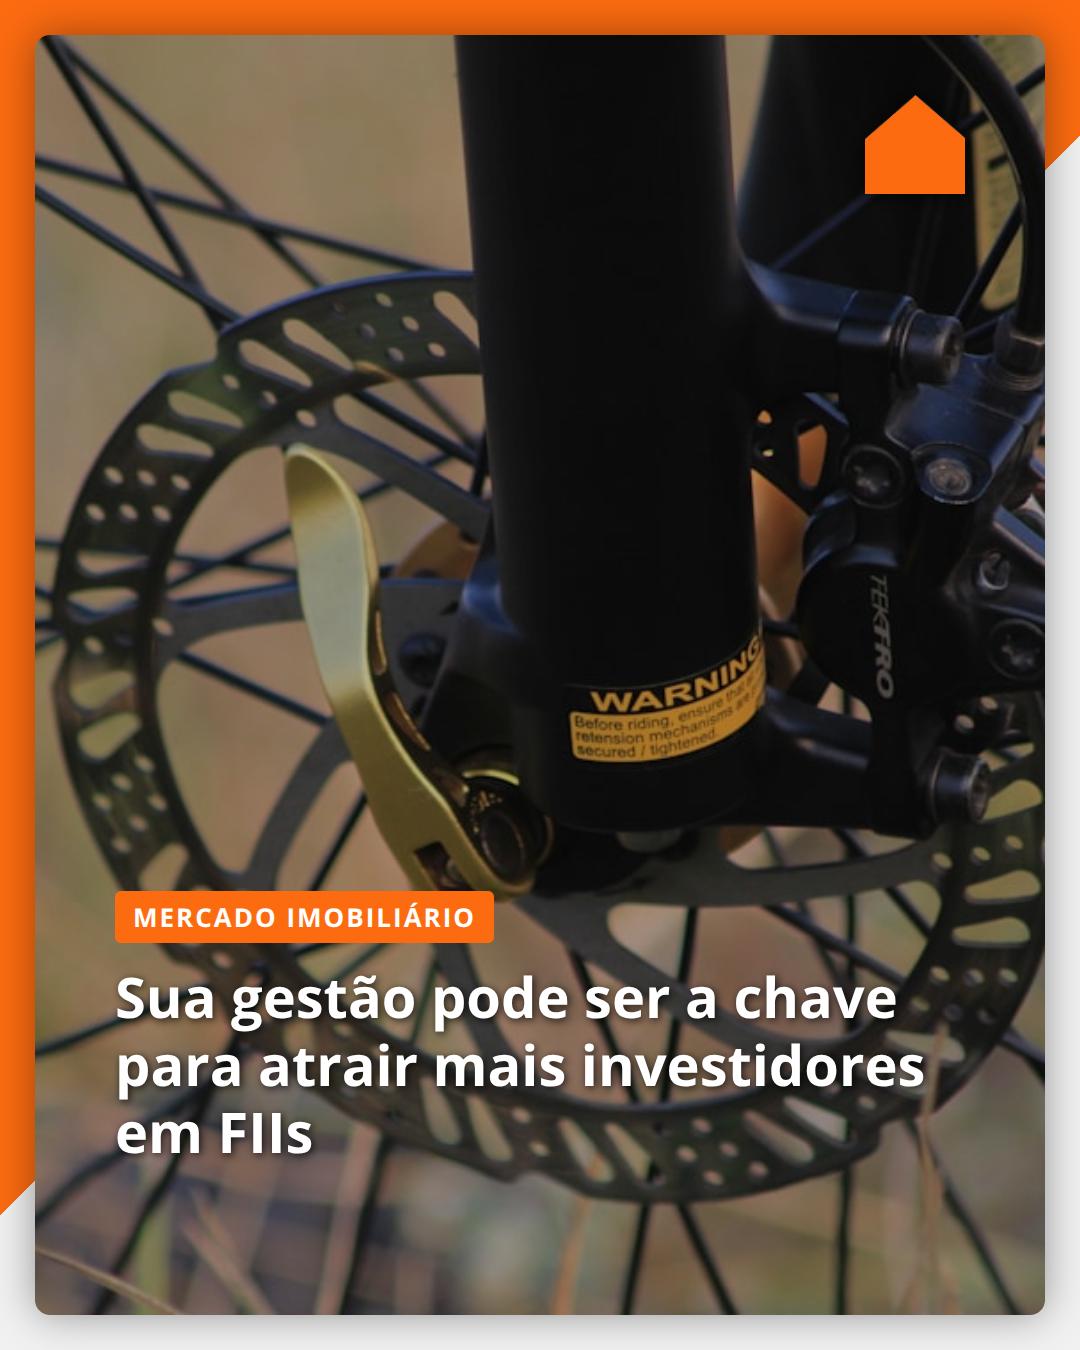 WARNING
Before riding, ensure that
retension mechanisms are
secured / tightened.
TEKTRO
MERCADO IMOBILIÁRIO
Sua gestão pode ser a chave
para atrair mais investidores
em FIIs